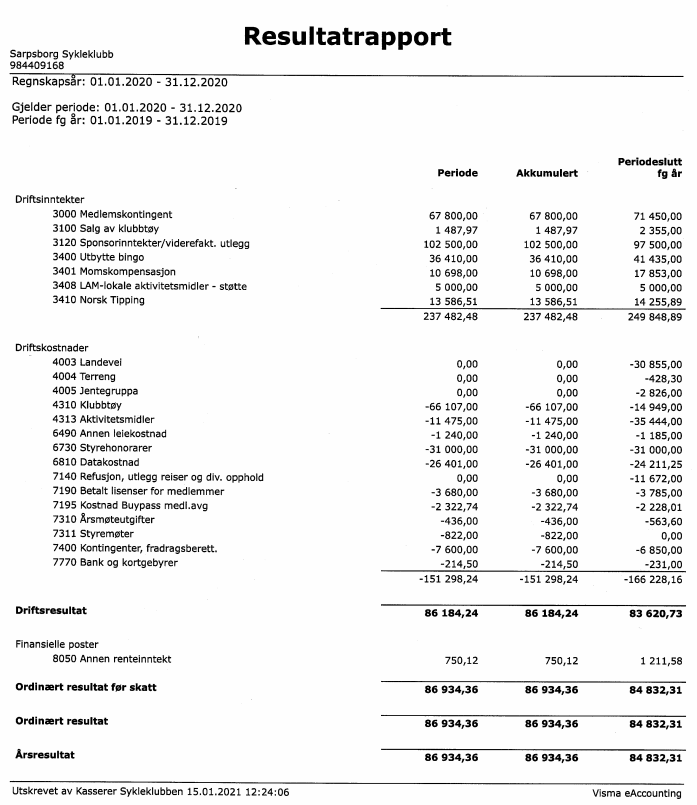 Resultatrapport
Sarpsborg Sykleklubb
984409168
Regnskapsår: 01.01.2020 - 31.12.2020
Gjelder periode: 01.01.2020 - 31.12.2020
Periode fg år: 01.01.2019 - 31.12.2019
Periode Akkumulert Periodeslutt fg år
Driftsinntekter
3000 Medlemskontingent 67 800,00 67 800,00 71 450,00
3100 Salg av klubbtøy 1 487,97 1 487,97 2 355,00
3120 Sponsorinntekter/viderefakt. utlegg 102 500,00 102 500,00 97 500,00
3400 Utbytte bingo 36 410,00 36 410,00 41 435,00
3401 Momskompensasjon 10 698,00 10 698,00 17 853,00
3408 LAM-lokale aktivitetsmidler - støtte 5 000,00 5 000,00 5 000,00
3410 Norsk Tipping 13 586,51 13 586,51 14 255,89
237 482,48 237 482,48 249 848,89
Driftskostnader
4003 Landevei 0,00 0,00 -30 855,00
4004 Terreng 0,00 0,00 -428,30
4005 Jentegruppa 0,00 0,00 -2 826,00
4310 Klubbtøy -66 107,00 -66 107,00 -14 949,00
4313 Aktivitetsmidler -11 475,00 -11 475,00 -35 444,00
6490 Annen leiekostnad -1 240,00 -1 240,00 -1 185,00
6730 Styrehonorarer -31 000,00 -31 000,00 -31 000,00
6810 Datakostnad -26 401,00 -26 401,00 -24 211,25
7140 Refusjon, utlegg reiser og div. opphold 0,00 0,00 -11 672,00
7190 Betalt lisenser for medlemmer -3 680,00 -3 680,00 -3 785,00
7195 Kostnad Buypass medl.avg -2 322,74 -2 322,74 -2 228,01
7310 Årsmøteutgifter -436,00 -436,00 -563,60
7311 Styremøter -822,00 -822,00 0,00
7400 Kontingenter, fradragsberett. -7 600,00 -7 600,00 -6 850,00
7770 Bank og kortgebyrer -214,50 -214,50 -231,00
-151 298,24 -151 298,24 -166 228,16
Driftsresultat 86 184,24 86 184,24 83 620,73
Finansielle poster
8050 Annen renteinntekt 750,12 750,12 1 211,58
Ordinært resultat før skatt 86 934,36 86 934,36 84 832,31
Ordinært resultat 86 934,36 86 934,36 84 832,31
Årsresultat 86 934,36 86 934,36 84 832,31
Utskrevet av Kasserer Sykleklubben 15.01.2021 12:24:06 Visma eAccounting